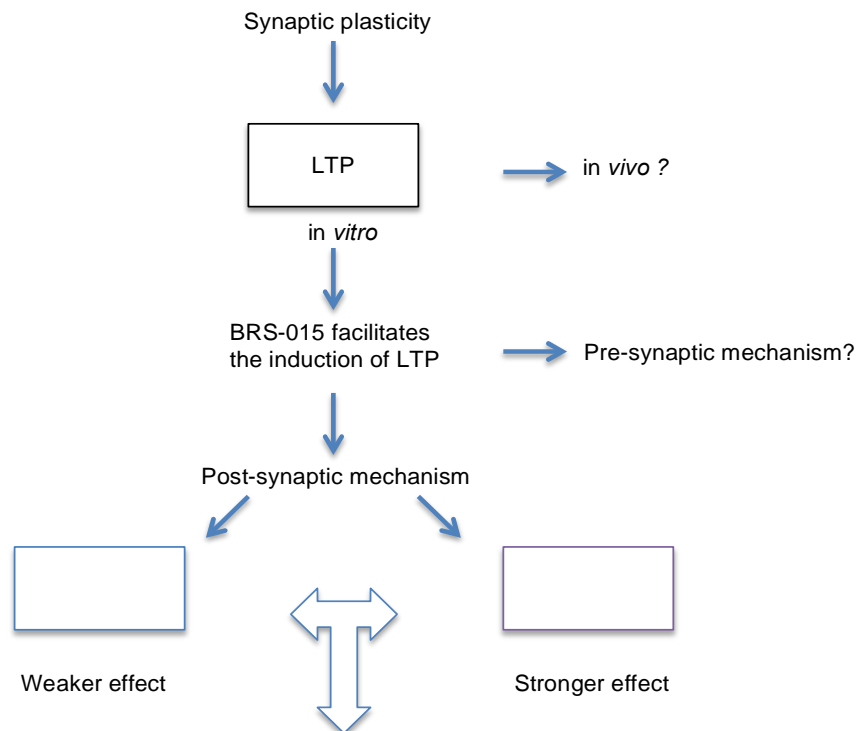 Synaptic plasticity
LTP
in vivo ?
in vitro
BRS-015 facilitates
the induction of LTP
Pre-synaptic mechanism?
Post-synaptic mechanism
Weaker effect
Stronger effect